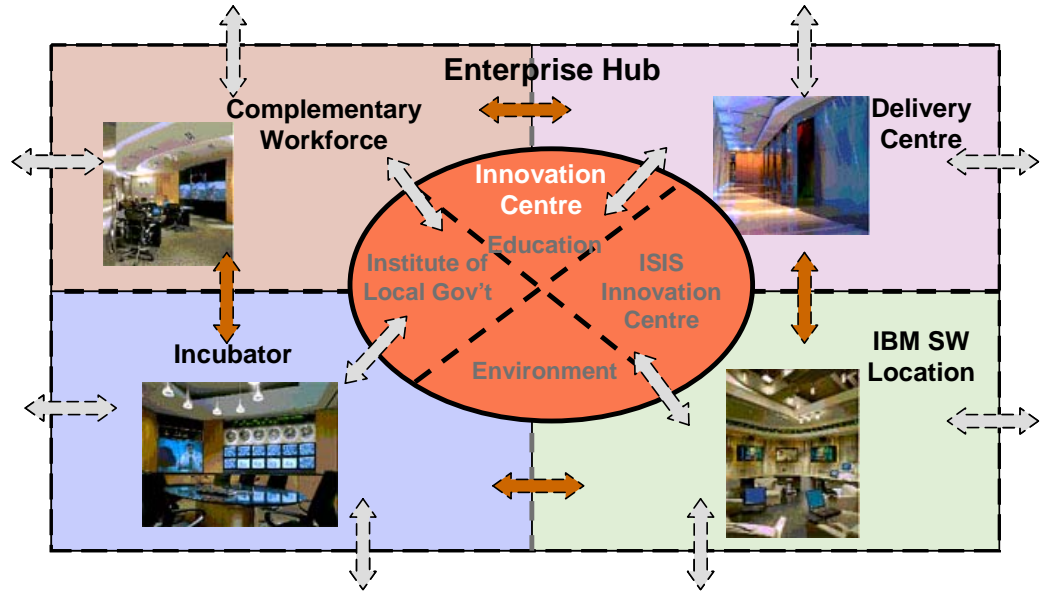 Enterprise Hub
Complementary
Workforce
Delivery
Centre
Innovation
Centre
Education
Institute of
Local Gov't
ISIS
Innovation
Centre
Environment
Incubator
IBM SW
Location